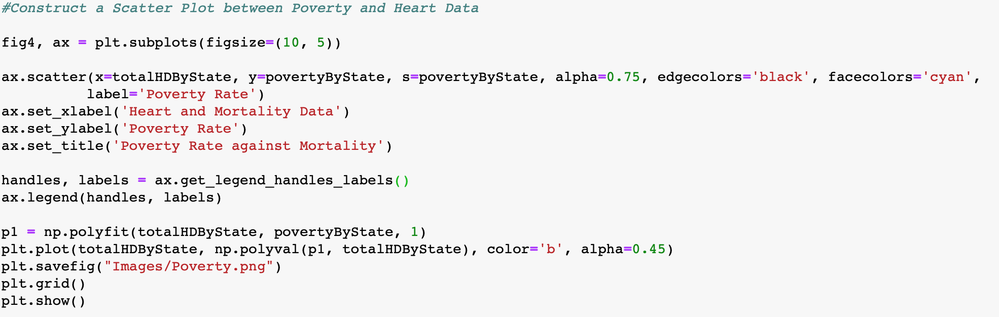 #Construct a Scatter Plot between Poverty and Heart Data
fig4, ax = plt.subplots(figsize=(10, 5))
ax.scatter(x=totalHDByState, y=povertyByState, s=povertyByState, alpha=0.75, edgecolors='black', facecolors='cyan',
label='Poverty Rate')
ax.set_xlabel('Heart and Mortality Data')
ax.set_ylabel('Poverty Rate')
ax.set_title('Poverty Rate against Mortality')
handles, labels = ax.get_legend_handles_labels()
ax.legend(handles, labels)
p1 = np.polyfit(totalHDByState, povertyByState, 1)
plt.plot(totalHDByState, np.polyval(p1, totalHDByState), color='b', alpha=0.45)
plt.savefig("Images/Poverty.png")
plt.grid()
plt.show()